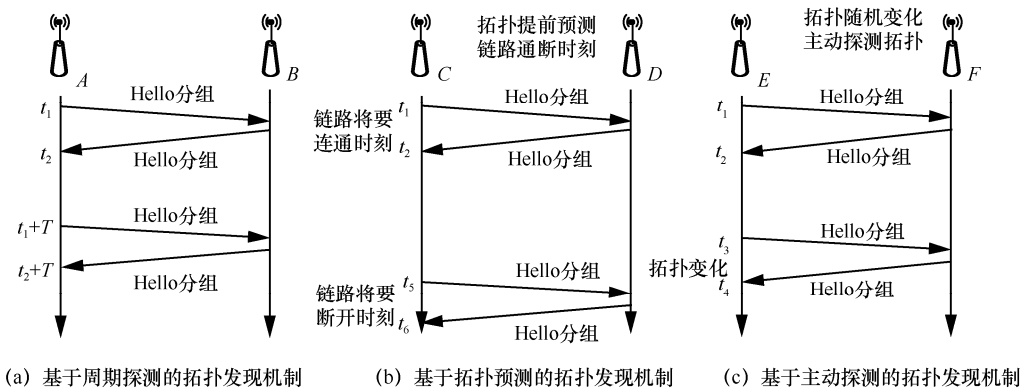 A
B
Hello分组
t1
t2
Hello分组
Hello分组
t1+T
t2+T
Hello分组
(a) 基于周期探测的拓扑发现机制
拓扑提前预测
链路通断时刻
C
D
Hello分组
链路将要
连通时刻
t1
t2
Hello分组
Hello分组
链路将要
断开时刻
t5
t6
Hello分组
(b) 基于拓扑预测的拓扑发现机制
拓扑随机变化
主动探测拓扑
E
F
Hello分组
t1
t2
Hello分组
Hello分组
t3
拓扑变化
t4
Hello分组
(c) 基于主动探测的拓扑发现机制